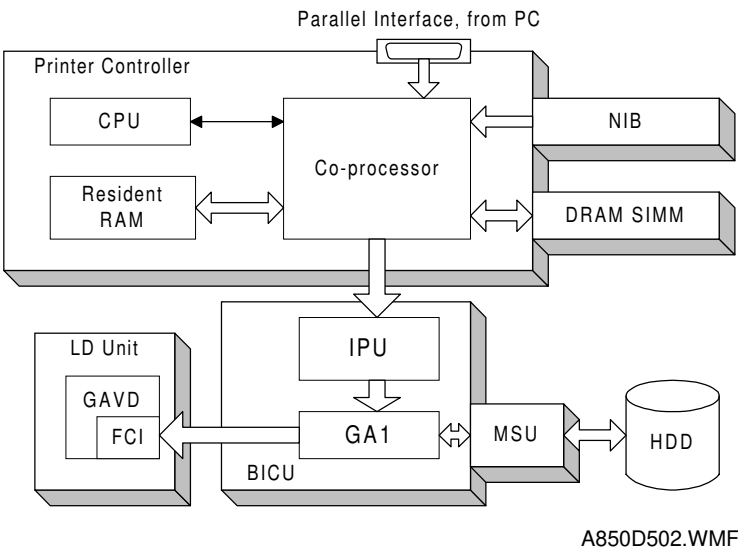 Parallel Interface, from PC
Printer Controller
CPU
NIB
Co-processor
Resident
RAM
DRAM SIMM
LD Unit
IPU
GAVD
FCI
GA1
MSU
HDD
BICU
A850D502.WMF